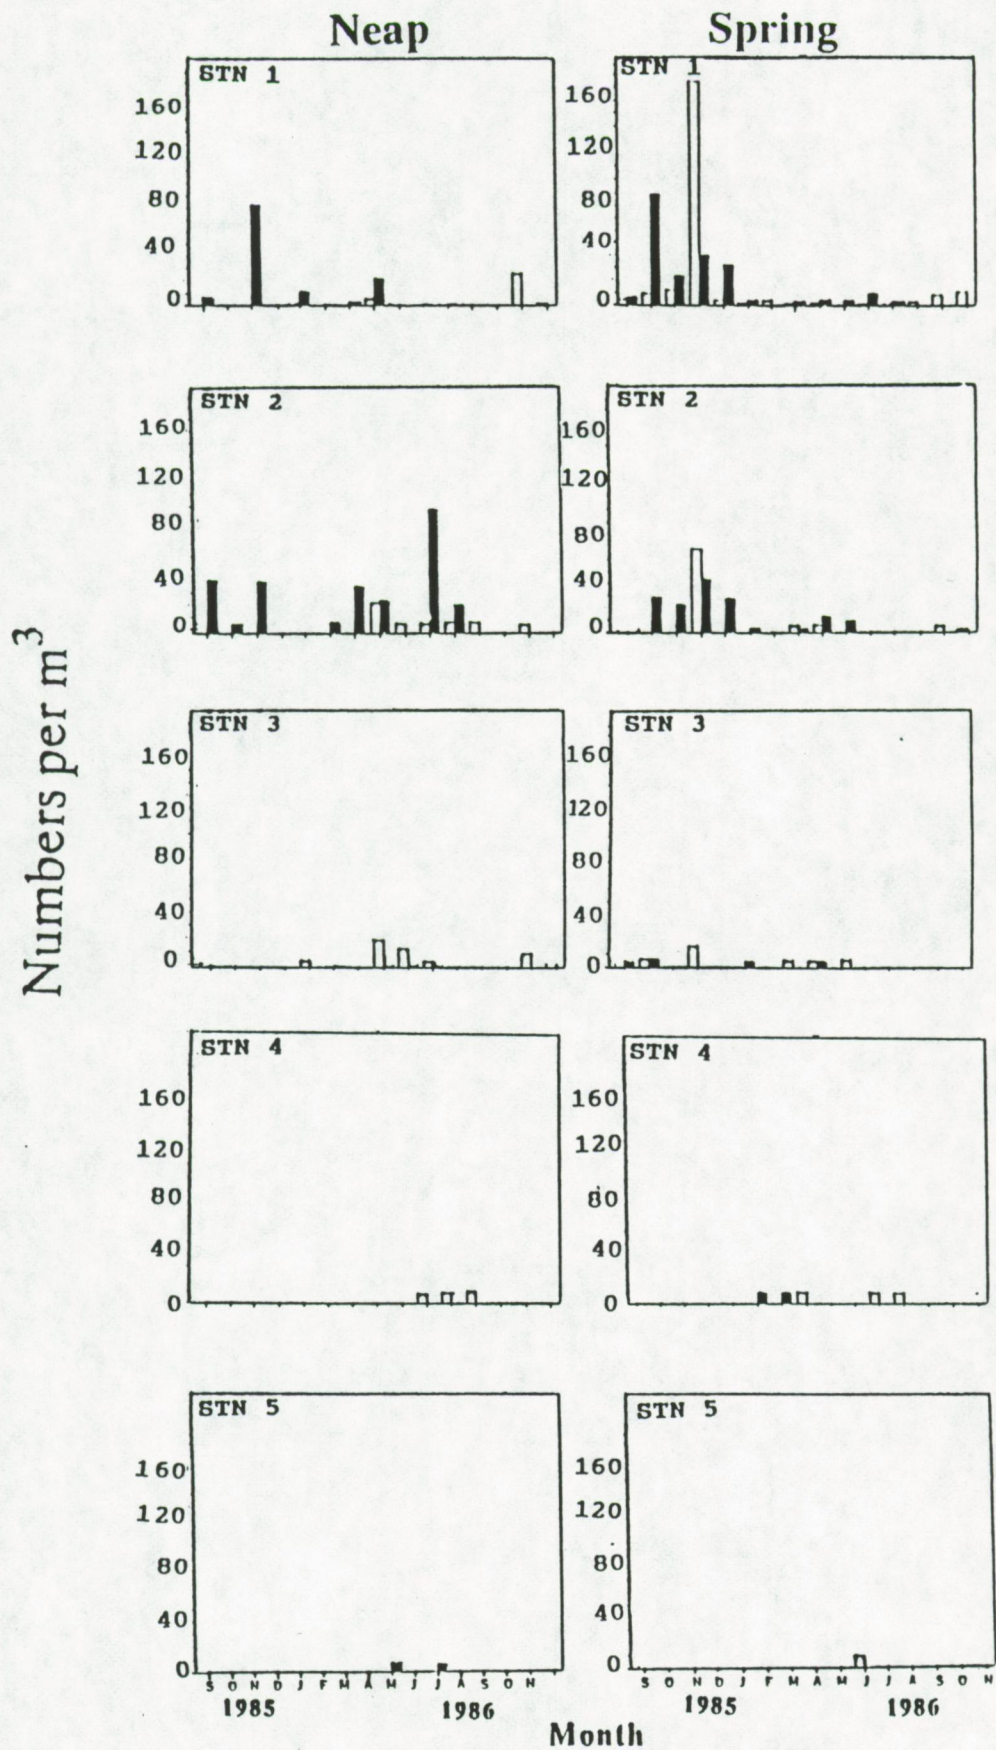 Neap Spring
STN 1 STN 1
160 160
120 120
80 80
40 40
0 0
STN 2 STN 2
160 160
120 120
80 80
40 40
0 0
Numbers per m³
STN 3 STN 3
160 160
120 120
80 80
40 40
0 0
STN 4 STN 4
160 160
120 120
80 80
40 40
0 0
STN 5 STN 5
160 160
120 120
80 80
40 40
0 0
S O N D J F M A M J J A S O N S O N D J F M A M J J A S O N
1985 1986 1985 1986
Month